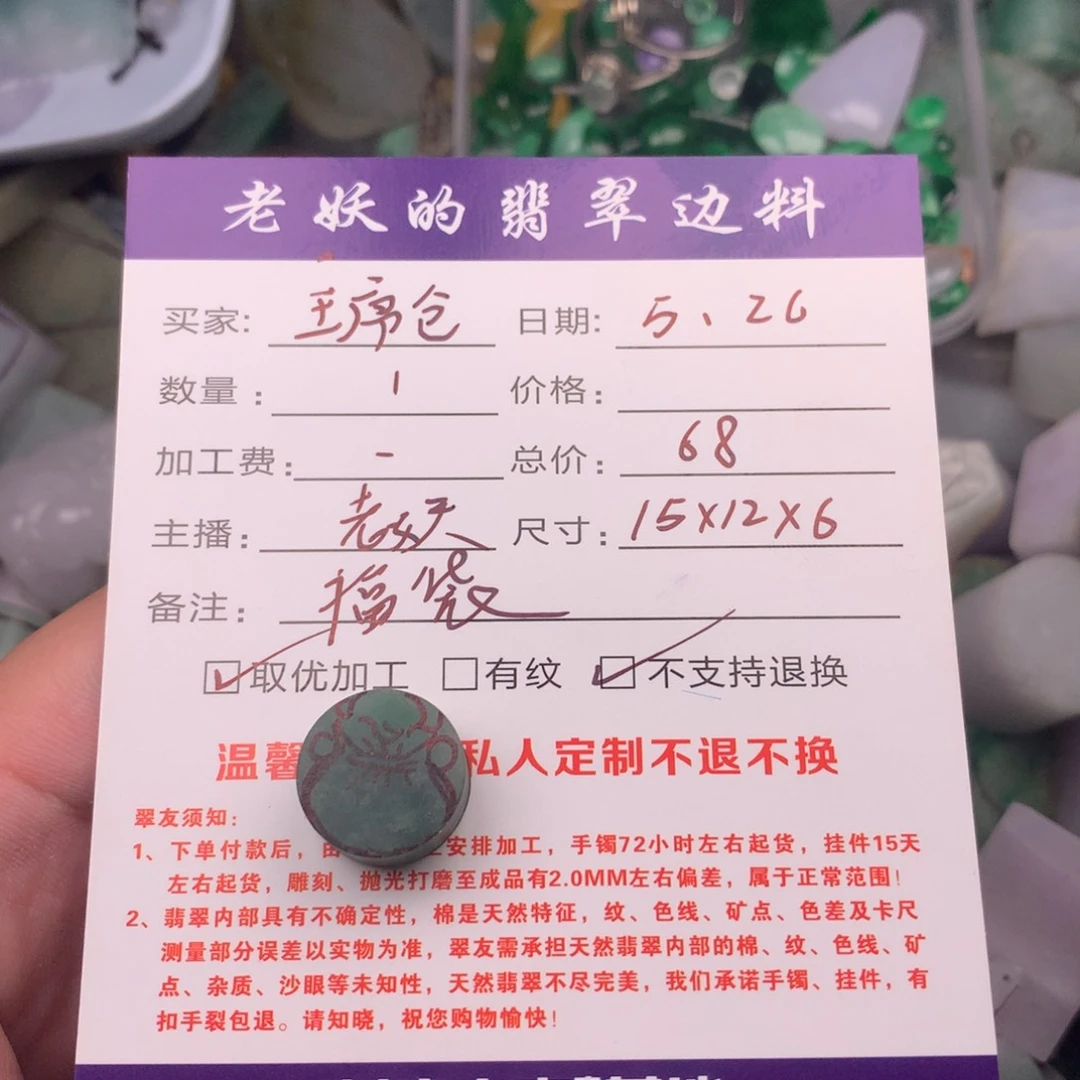 老妖的翡翠边料
买家: 王序仓 日期: 5、26
数量: 1 价格:
加工费: - 总价: 68
主播: 老妖 尺寸: 15X12X6
备注: 福袋
取优加工 有纹 不支持退换
温馨 私人定制不退不换
翠友须知:
1、下单付款后, 安排加工, 手镯72小时左右起货, 挂件15天
左右起货, 雕刻、抛光打磨至成品有2.0MM左右偏差, 属于正常范围!
2、翡翠内部具有不确定性, 棉是天然特征, 纹、色线、矿点、色差及卡尺
测量部分误差以实物为准, 翠友需承担天然翡翠内部的棉、纹、色线、矿
点、杂质、沙眼等未知性, 天然翡翠不尽完美, 我们承诺手镯、挂件, 有
扣手裂包退。请知晓, 祝您购物愉快!